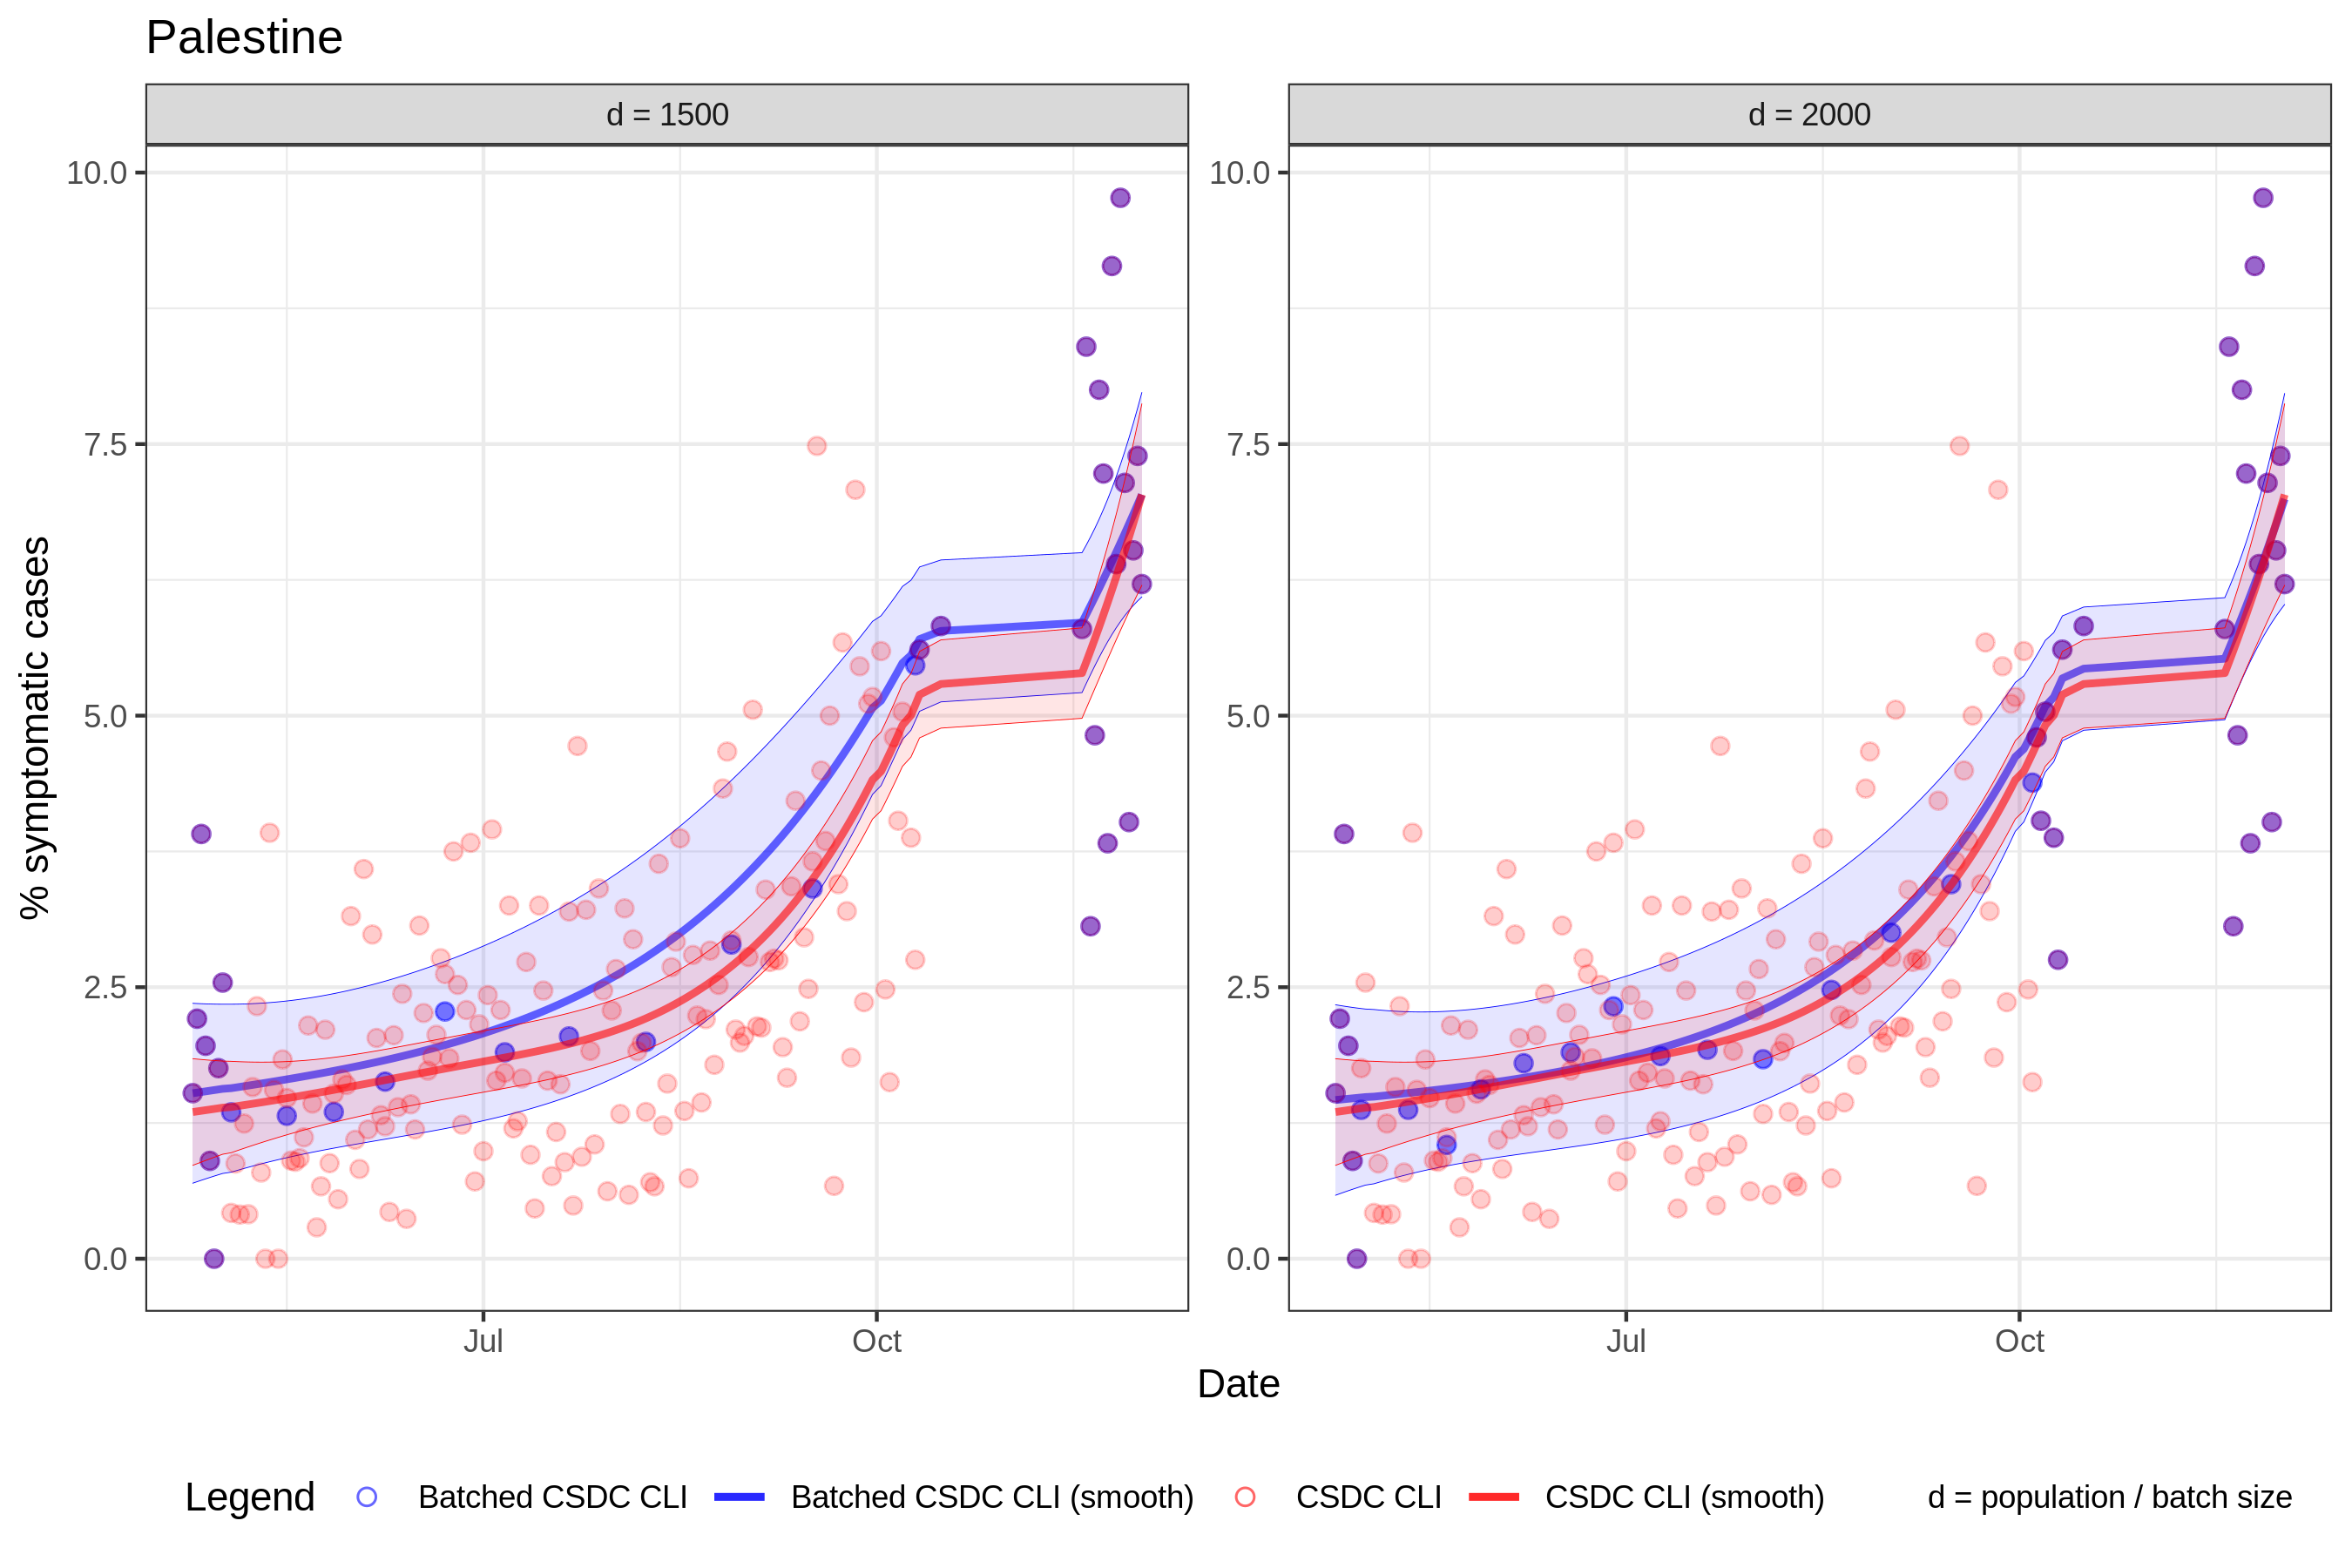 Palestine
d = 1500
d = 2000
% symptomatic cases
10.0
7.5
5.0
2.5
0.0
10.0
7.5
5.0
2.5
0.0
Jul
Oct
Jul
Oct
Date
Legend
Batched CSDC CLI
Batched CSDC CLI (smooth)
CSDC CLI
CSDC CLI (smooth)
d = population / batch size